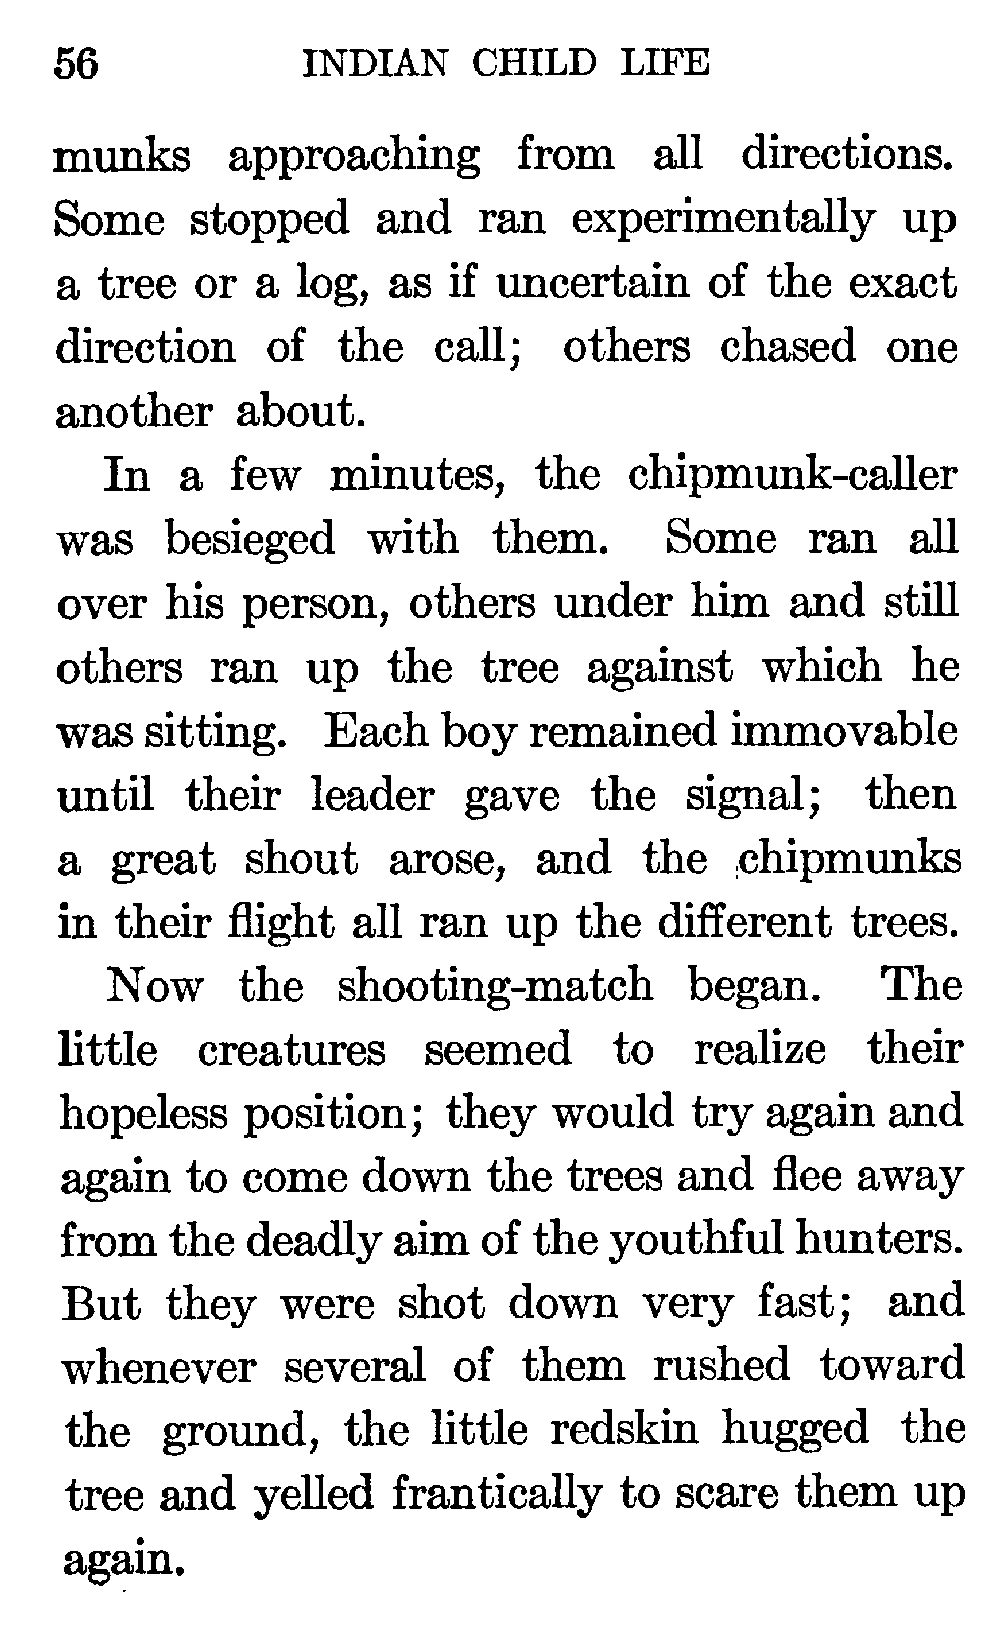 56 INDIAN CHILD LIFE
munks approaching from all directions.
Some stopped and ran experimentally up
a tree or a log, as if uncertain of the exact
direction of the call; others chased one
another about.
In a few minutes, the chipmunk-caller
was besieged with them. Some ran all
over his person, others under him and still
others ran up the tree against which he
was sitting. Each boy remained immovable
until their leader gave the signal; then
a great shout arose, and the chipmunks
in their flight all ran up the different trees.
Now the shooting-match began. The
little creatures seemed to realize their
hopeless position; they would try again and
again to come down the trees and flee away
from the deadly aim of the youthful hunters.
But they were shot down very fast; and
whenever several of them rushed toward
the ground, the little redskin hugged the
tree and yelled frantically to scare them up
again.